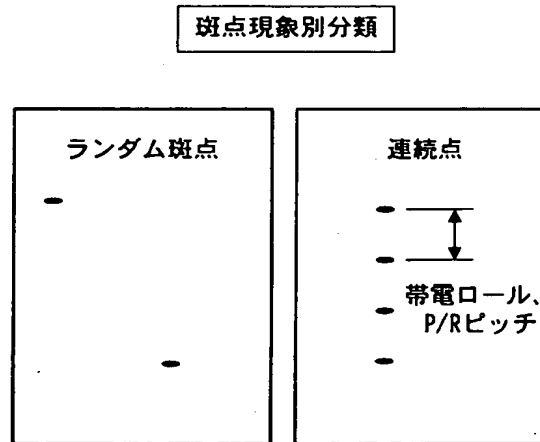 斑点現象別分類
ランダム斑点
連続点
帯電ロール、
P/Rピッチ